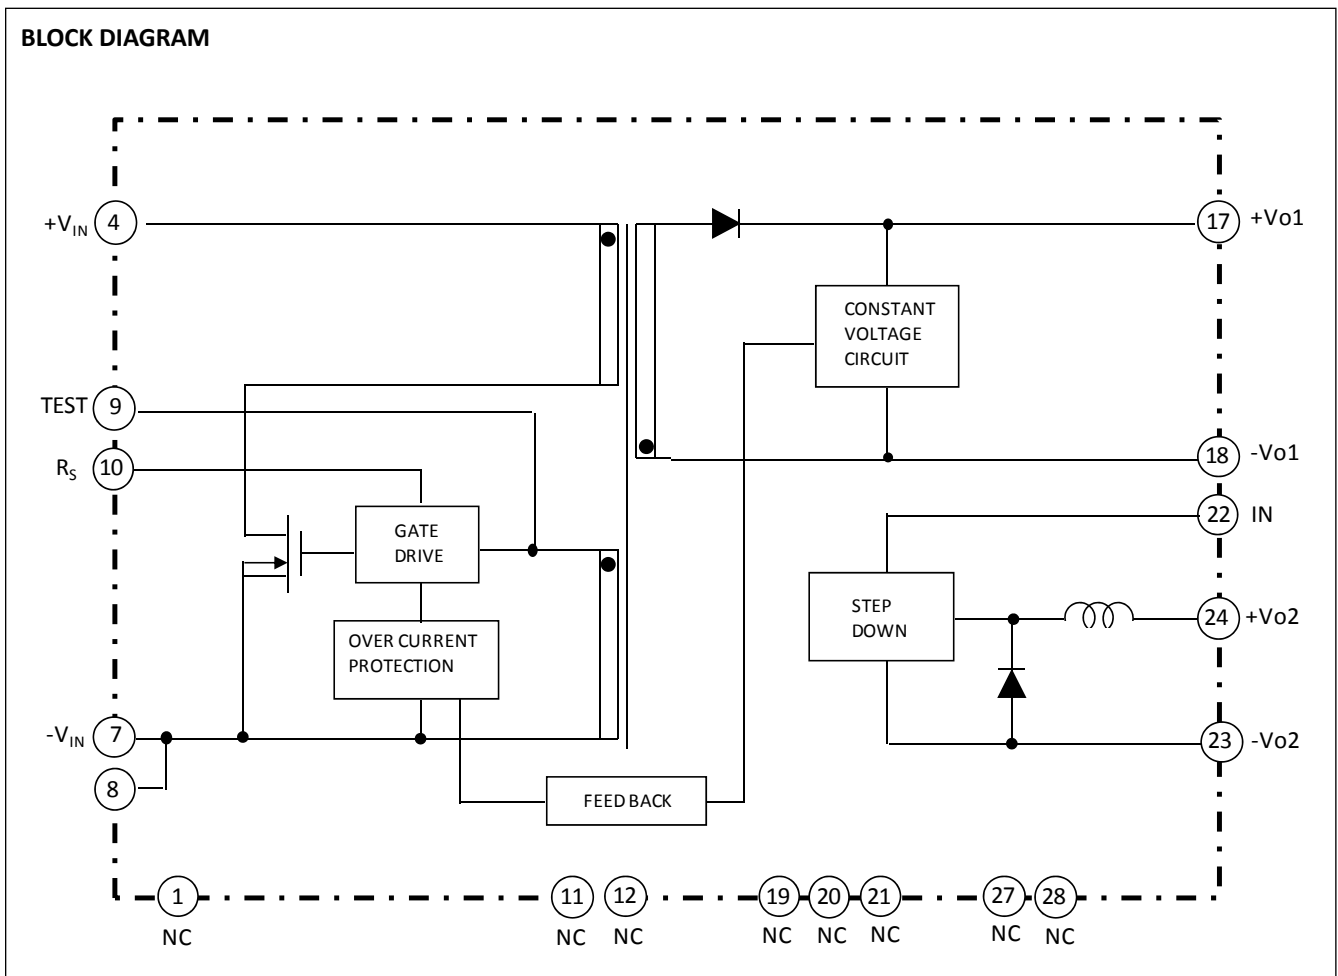 BLOCK DIAGRAM
+VIN 4
17 +Vo1
CONSTANT
VOLTAGE
CIRCUIT
TEST 9
RS 10
18 -Vo1
22 IN
GATE
DRIVE
STEP
DOWN
24 +Vo2
OVER CURRENT
PROTECTION
-VIN 7
23 -Vo2
8
FEED BACK
1 11 12 19 20 21 27 28
NC NC NC NC NC NC NC NC